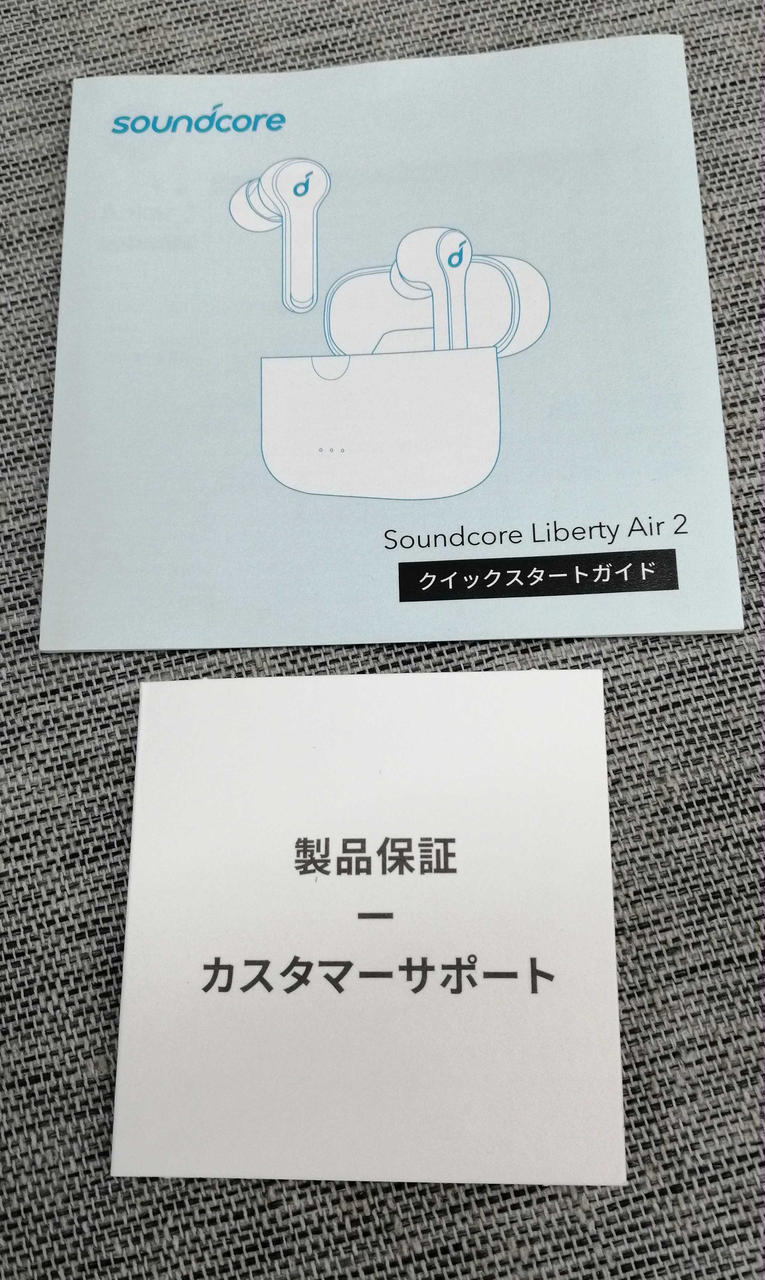 soundcore
Soundcore Liberty Air 2
クイックスタートガイド
製品保証
カスタマーサポート